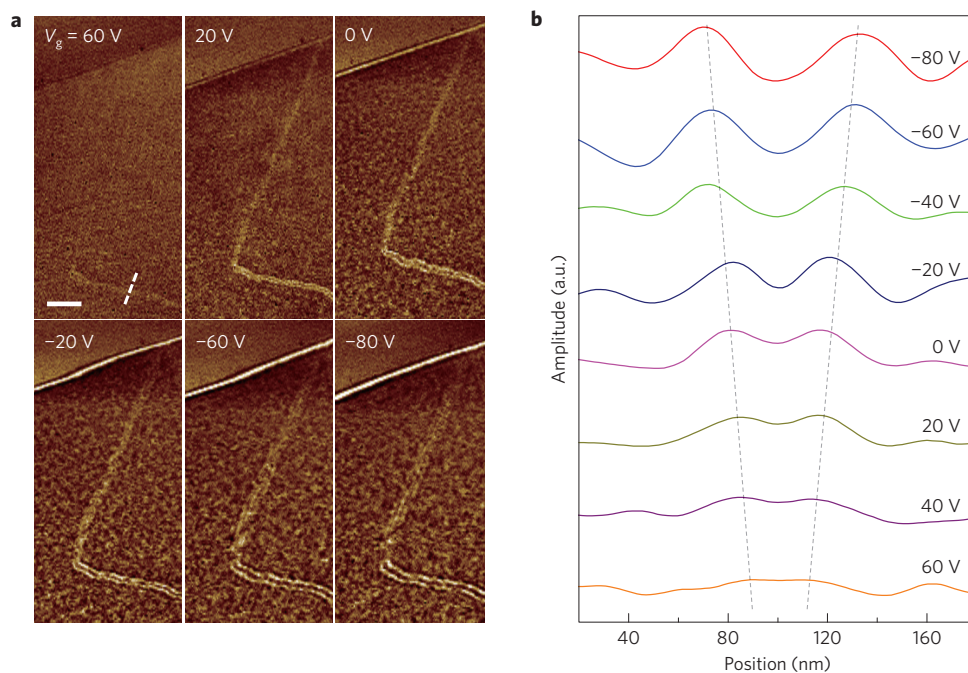 a
V_g = 60 V
20 V
0 V
−20 V
−60 V
−80 V
b
−80 V
−60 V
−40 V
−20 V
0 V
20 V
40 V
60 V
Amplitude (a.u.)
40
80
120
160
Position (nm)